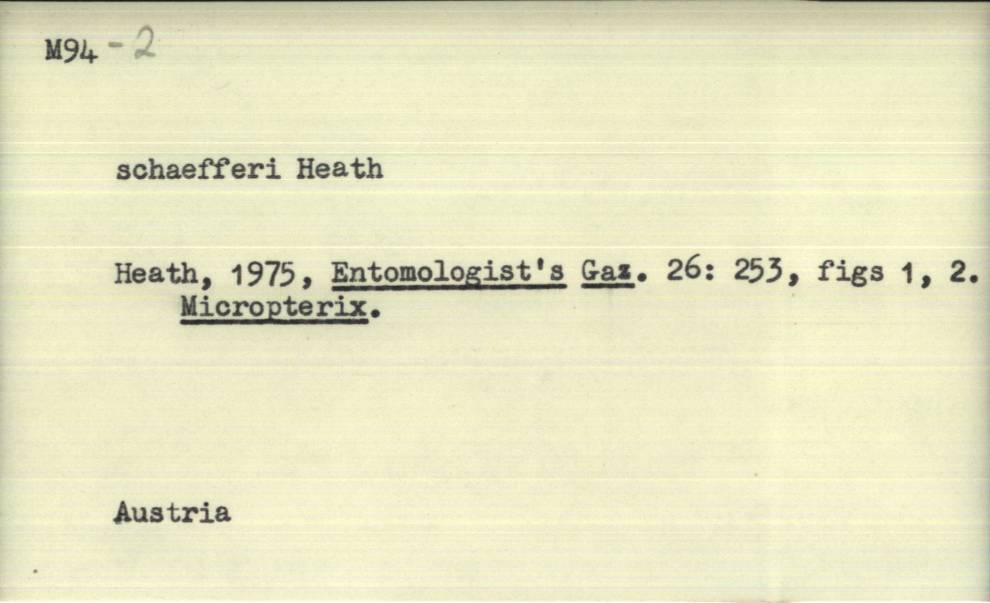 M94 - 2
schaefferi Heath
Heath, 1975, Entomologist's Gaz. 26: 253, figs 1, 2.
Micropterix.
Austria